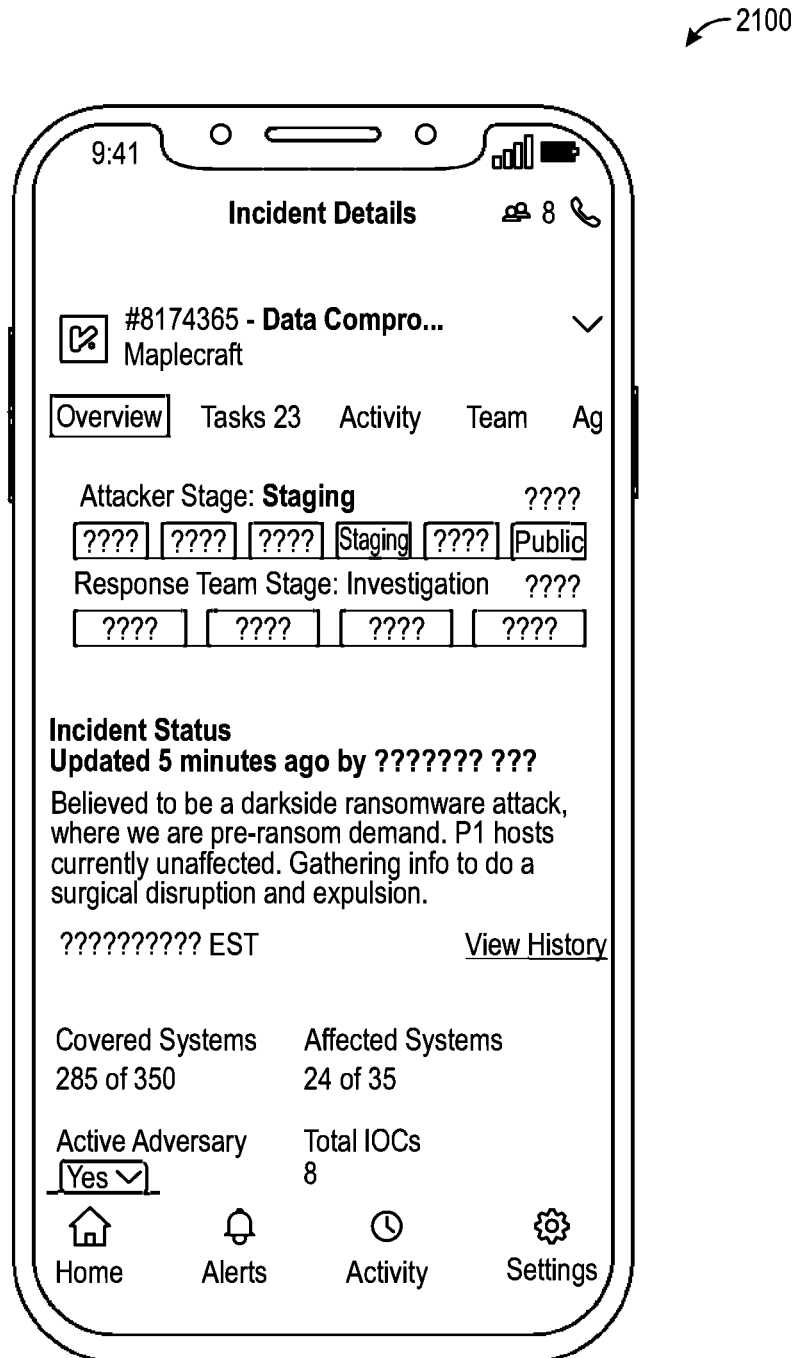 2100
9:41
Incident Details 8
#8174365 - Data Compro...
Maplecraft
Overview Tasks 23 Activity Team Ag
Attacker Stage: Staging ????
???? ???? ???? Staging ???? Public
Response Team Stage: Investigation ????
???? ???? ???? ????
Incident Status
Updated 5 minutes ago by ??????? ???
Believed to be a darkside ransomware attack,
where we are pre-ransom demand. P1 hosts
currently unaffected. Gathering info to do a
surgical disruption and expulsion.
?????????? EST View History
Covered Systems Affected Systems
285 of 350 24 of 35
Active Adversary Total IOCs
Yes 8
Home Alerts Activity Settings